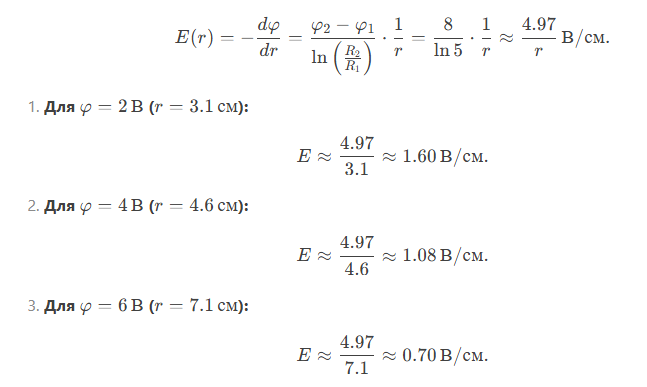 E(r) = −dφ/dr = (φ₂ − φ₁)/ln(R₂/R₁) · 1/r = 8/ln 5 · 1/r ≈ 4.97/r В/см.
1. Для φ = 2 В (r = 3.1 см):
E ≈ 4.97/3.1 ≈ 1.60 В/см.
2. Для φ = 4 В (r = 4.6 см):
E ≈ 4.97/4.6 ≈ 1.08 В/см.
3. Для φ = 6 В (r = 7.1 см):
E ≈ 4.97/7.1 ≈ 0.70 В/см.